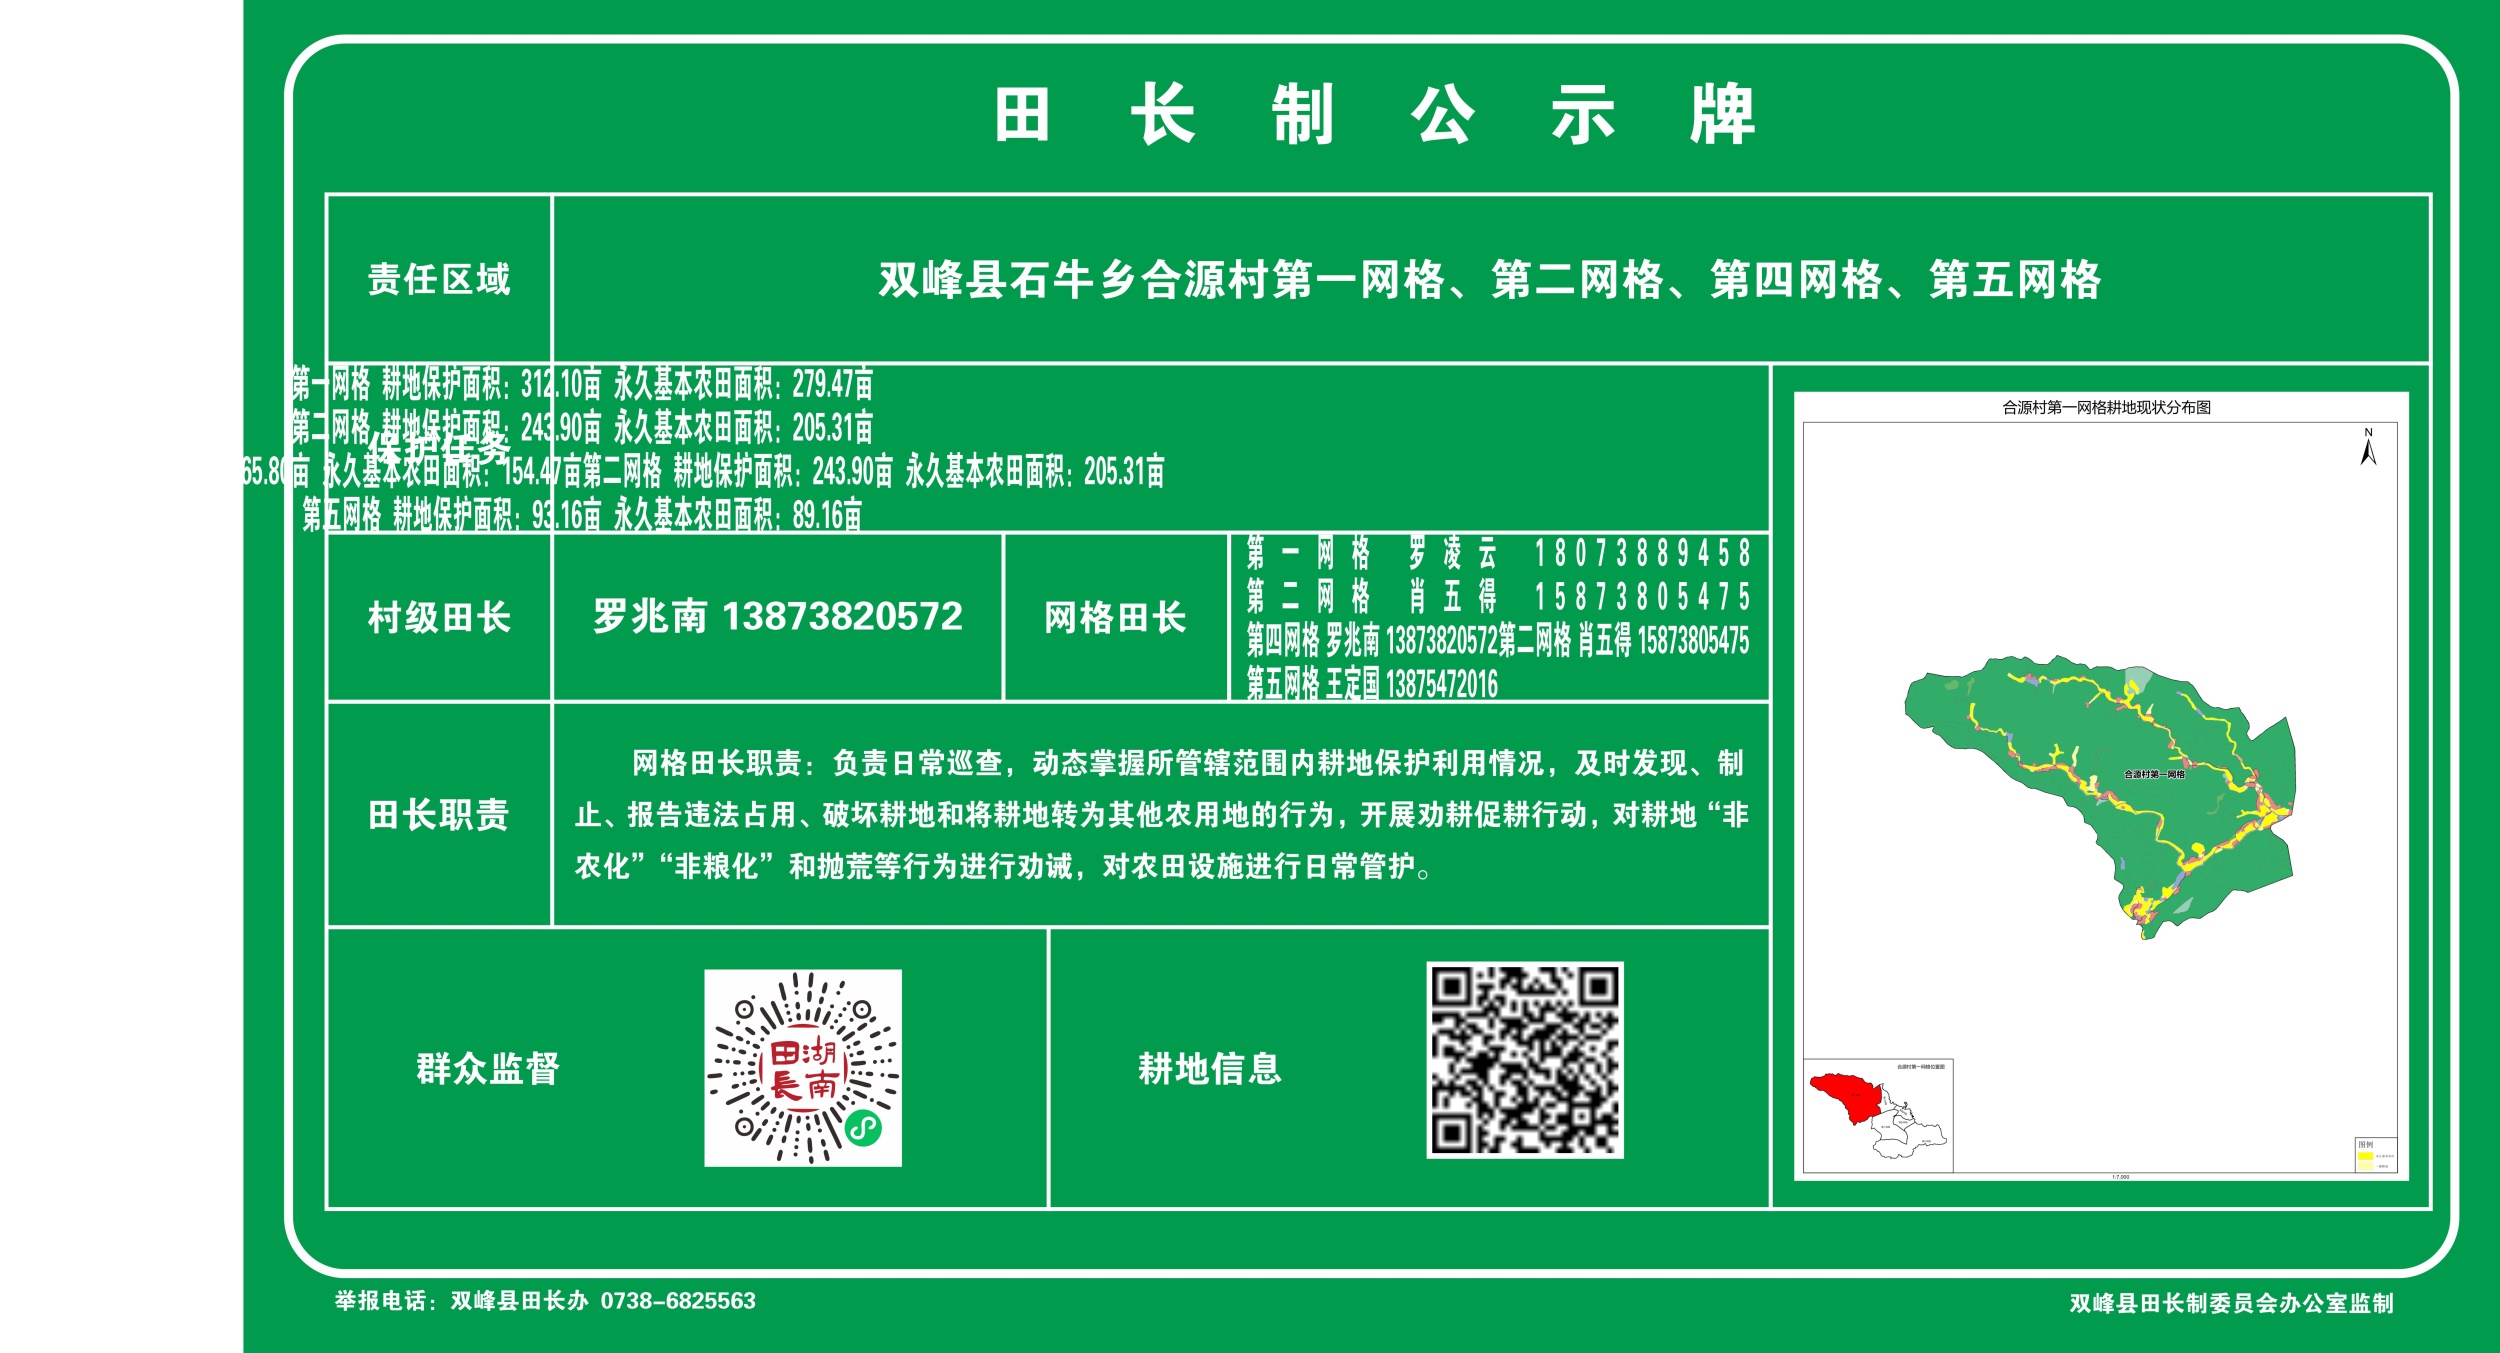 田长制公示牌
责任区域
双峰县石牛乡合源村第一网格、第二网格、第四网格、第五网格
保护任务
第一网格 耕地保护面积：312.10亩 永久基本农田面积：279.47亩
第二网格 耕地保护面积：243.90亩 永久基本农田面积：205.31亩
65.80亩 永久基本农田面积：154.47亩第二网格 耕地保护面积：243.90亩 永久基本农田面积：205.31亩
第五网格 耕地保护面积：93.16亩 永久基本农田面积：89.16亩
村级田长
罗兆南 13873820572
网格田长
第一网格 罗凌云 18073889458
第二网格 肖五得 15873805475
第四网格 罗兆南 13873820572第二网格 肖五得 15873805475
第五网格 王定国 13875472016
田长职责
网格田长职责：负责日常巡查，动态掌握所管辖范围内耕地保护利用情况，及时发现、制
止、报告违法占用、破坏耕地和将耕地转为其他农用地的行为，开展劝耕促耕行动，对耕地“非
农化”“非粮化”和抛荒等行为进行劝诫，对农田设施进行日常管护。
群众监督
湖南田长
耕地信息
合源村第一网格耕地现状分布图
N
合源村第一网格
合源村第一网格位置图
图例
1:7,000
举报电话：双峰县田长办 0738-6825563
双峰县田长制委员会办公室监制